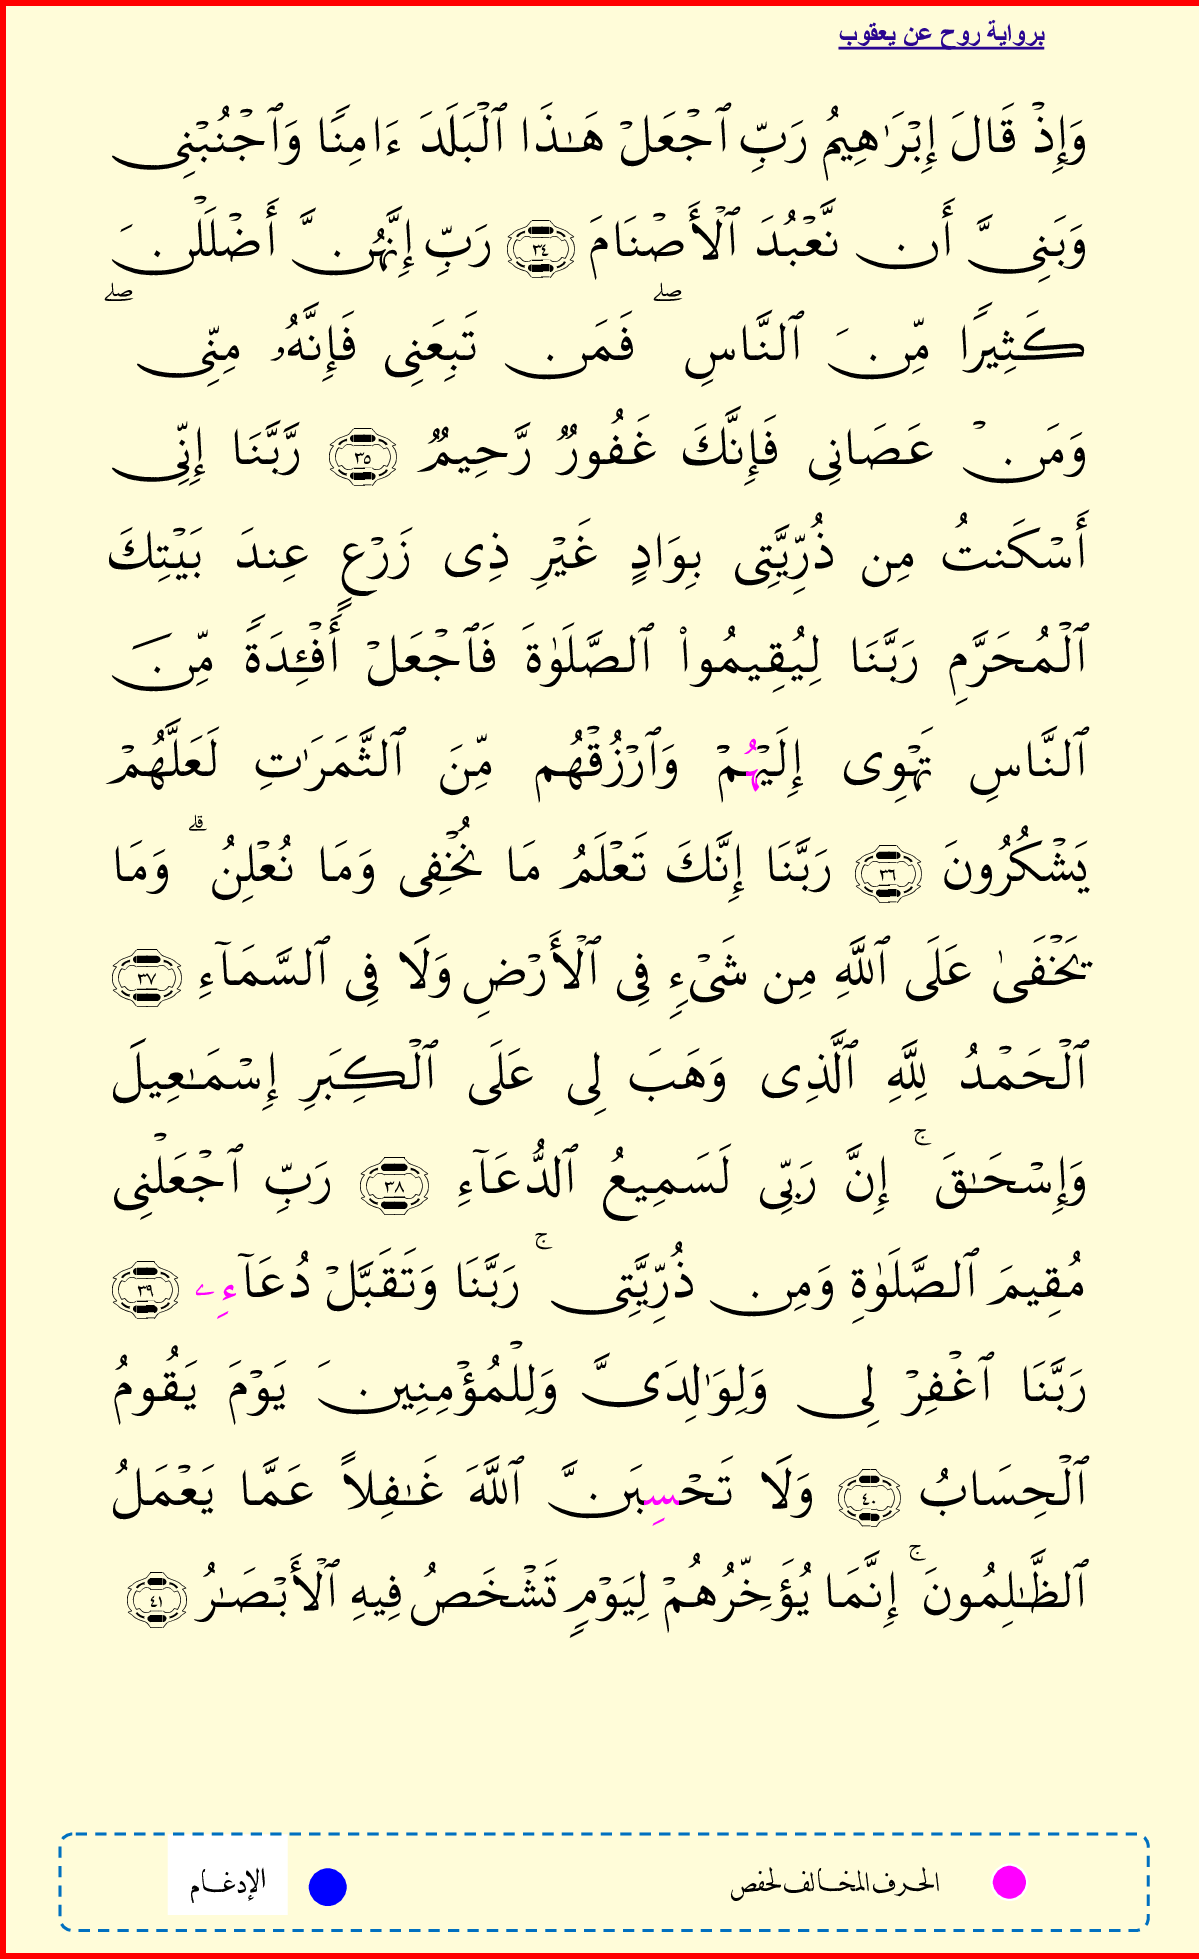 برواية روح عن يعقوب
وَإِذۡ قَالَ إِبۡرَٰهِيمُ رَبِّ ٱجۡعَلۡ هَـٰذَا ٱلۡبَلَدَ ءَامِنًا وَٱجۡنُبۡنِى
وَبَنِىَّ أَن نَّعۡبُدَ ٱلۡأَصۡنَامَ ٣٤ رَبِّ إِنَّهُنَّ أَضۡلَلۡنَ
كَثِيرًا مِّنَ ٱلنَّاسِ ۖ فَمَن تَبِعَنِى فَإِنَّهُۥ مِنِّى ۖ
وَمَنۡ عَصَانِى فَإِنَّكَ غَفُورٌ رَّحِيمٌ ٣٥ رَّبَّنَا إِنِّى
أَسۡكَنتُ مِن ذُرِّيَّتِى بِوَادٍ غَيۡرِ ذِى زَرۡعٍ عِندَ بَيۡتِكَ
ٱلۡمُحَرَّمِ رَبَّنَا لِيُقِيمُوا۟ ٱلصَّلَوٰةَ فَٱجۡعَلۡ أَفۡـِٔدَةً مِّنَ
ٱلنَّاسِ تَهۡوِى إِلَيۡهُمۡ وَٱرۡزُقۡهُم مِّنَ ٱلثَّمَرَٰتِ لَعَلَّهُمۡ
يَشۡكُرُونَ ٣٦ رَبَّنَا إِنَّكَ تَعۡلَمُ مَا نُخۡفِى وَمَا نُعۡلِنُ ۗ وَمَا
يَخۡفَىٰ عَلَى ٱللَّهِ مِن شَىۡءٍ فِى ٱلۡأَرۡضِ وَلَا فِى ٱلسَّمَآءِ ٣٧
ٱلۡحَمۡدُ لِلَّهِ ٱلَّذِى وَهَبَ لِى عَلَى ٱلۡكِبَرِ إِسۡمَـٰعِيلَ
وَإِسۡحَـٰقَ ۚ إِنَّ رَبِّى لَسَمِيعُ ٱلدُّعَآءِ ٣٨ رَبِّ ٱجۡعَلۡنِى
مُقِيمَ ٱلصَّلَوٰةِ وَمِن ذُرِّيَّتِى ۚ رَبَّنَا وَتَقَبَّلۡ دُعَآءِۦ ٣٩
رَبَّنَا ٱغۡفِرۡ لِى وَلِوَٰلِدَىَّ وَلِلۡمُؤۡمِنِينَ يَوۡمَ يَقُومُ
ٱلۡحِسَابُ ٤٠ وَلَا تَحۡسِبَنَّ ٱللَّهَ غَـٰفِلًا عَمَّا يَعۡمَلُ
ٱلظَّـٰلِمُونَ ۚ إِنَّمَا يُؤَخِّرُهُمۡ لِيَوۡمٍ تَشۡخَصُ فِيهِ ٱلۡأَبۡصَـٰرُ ٤١
الحرف المخالف لحفص الإدغام